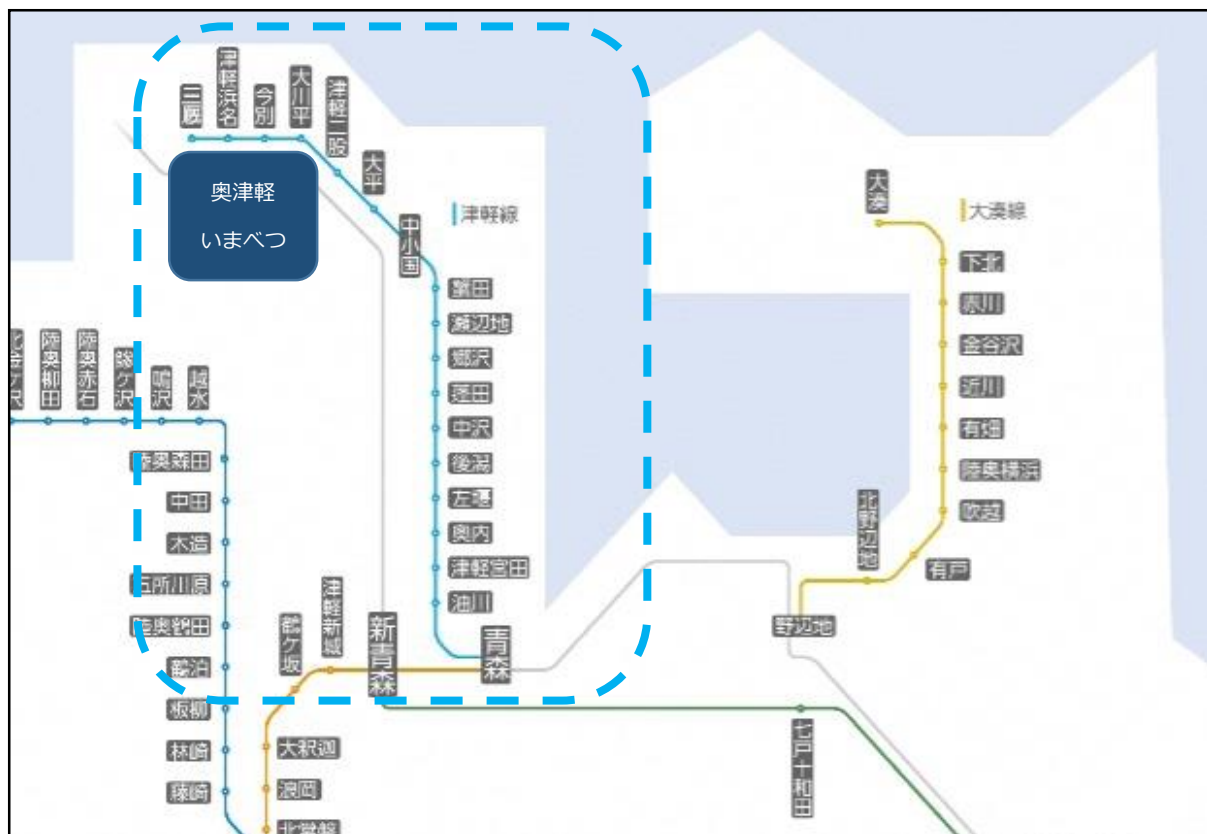 三厩
津軽浜名
今別
大川平
津軽二股
大平
中小国
奥津軽
いまべつ
津軽線
蟹田
瀬辺地
郷沢
蓬田
中沢
後潟
左堰
奥内
津軽宮田
油川
青森
新青森
津軽新城
鶴ケ坂
大釈迦
浪岡
北常盤
北金ケ沢
陸奥柳田
陸奥赤石
鰺ケ沢
鳴沢
越水
陸奥森田
中田
木造
五所川原
陸奥鶴田
鶴泊
板柳
林崎
藤崎
大湊
大湊線
下北
赤川
金谷沢
近川
有畑
陸奥横浜
吹越
有戸
北野辺地
野辺地
七戸十和田